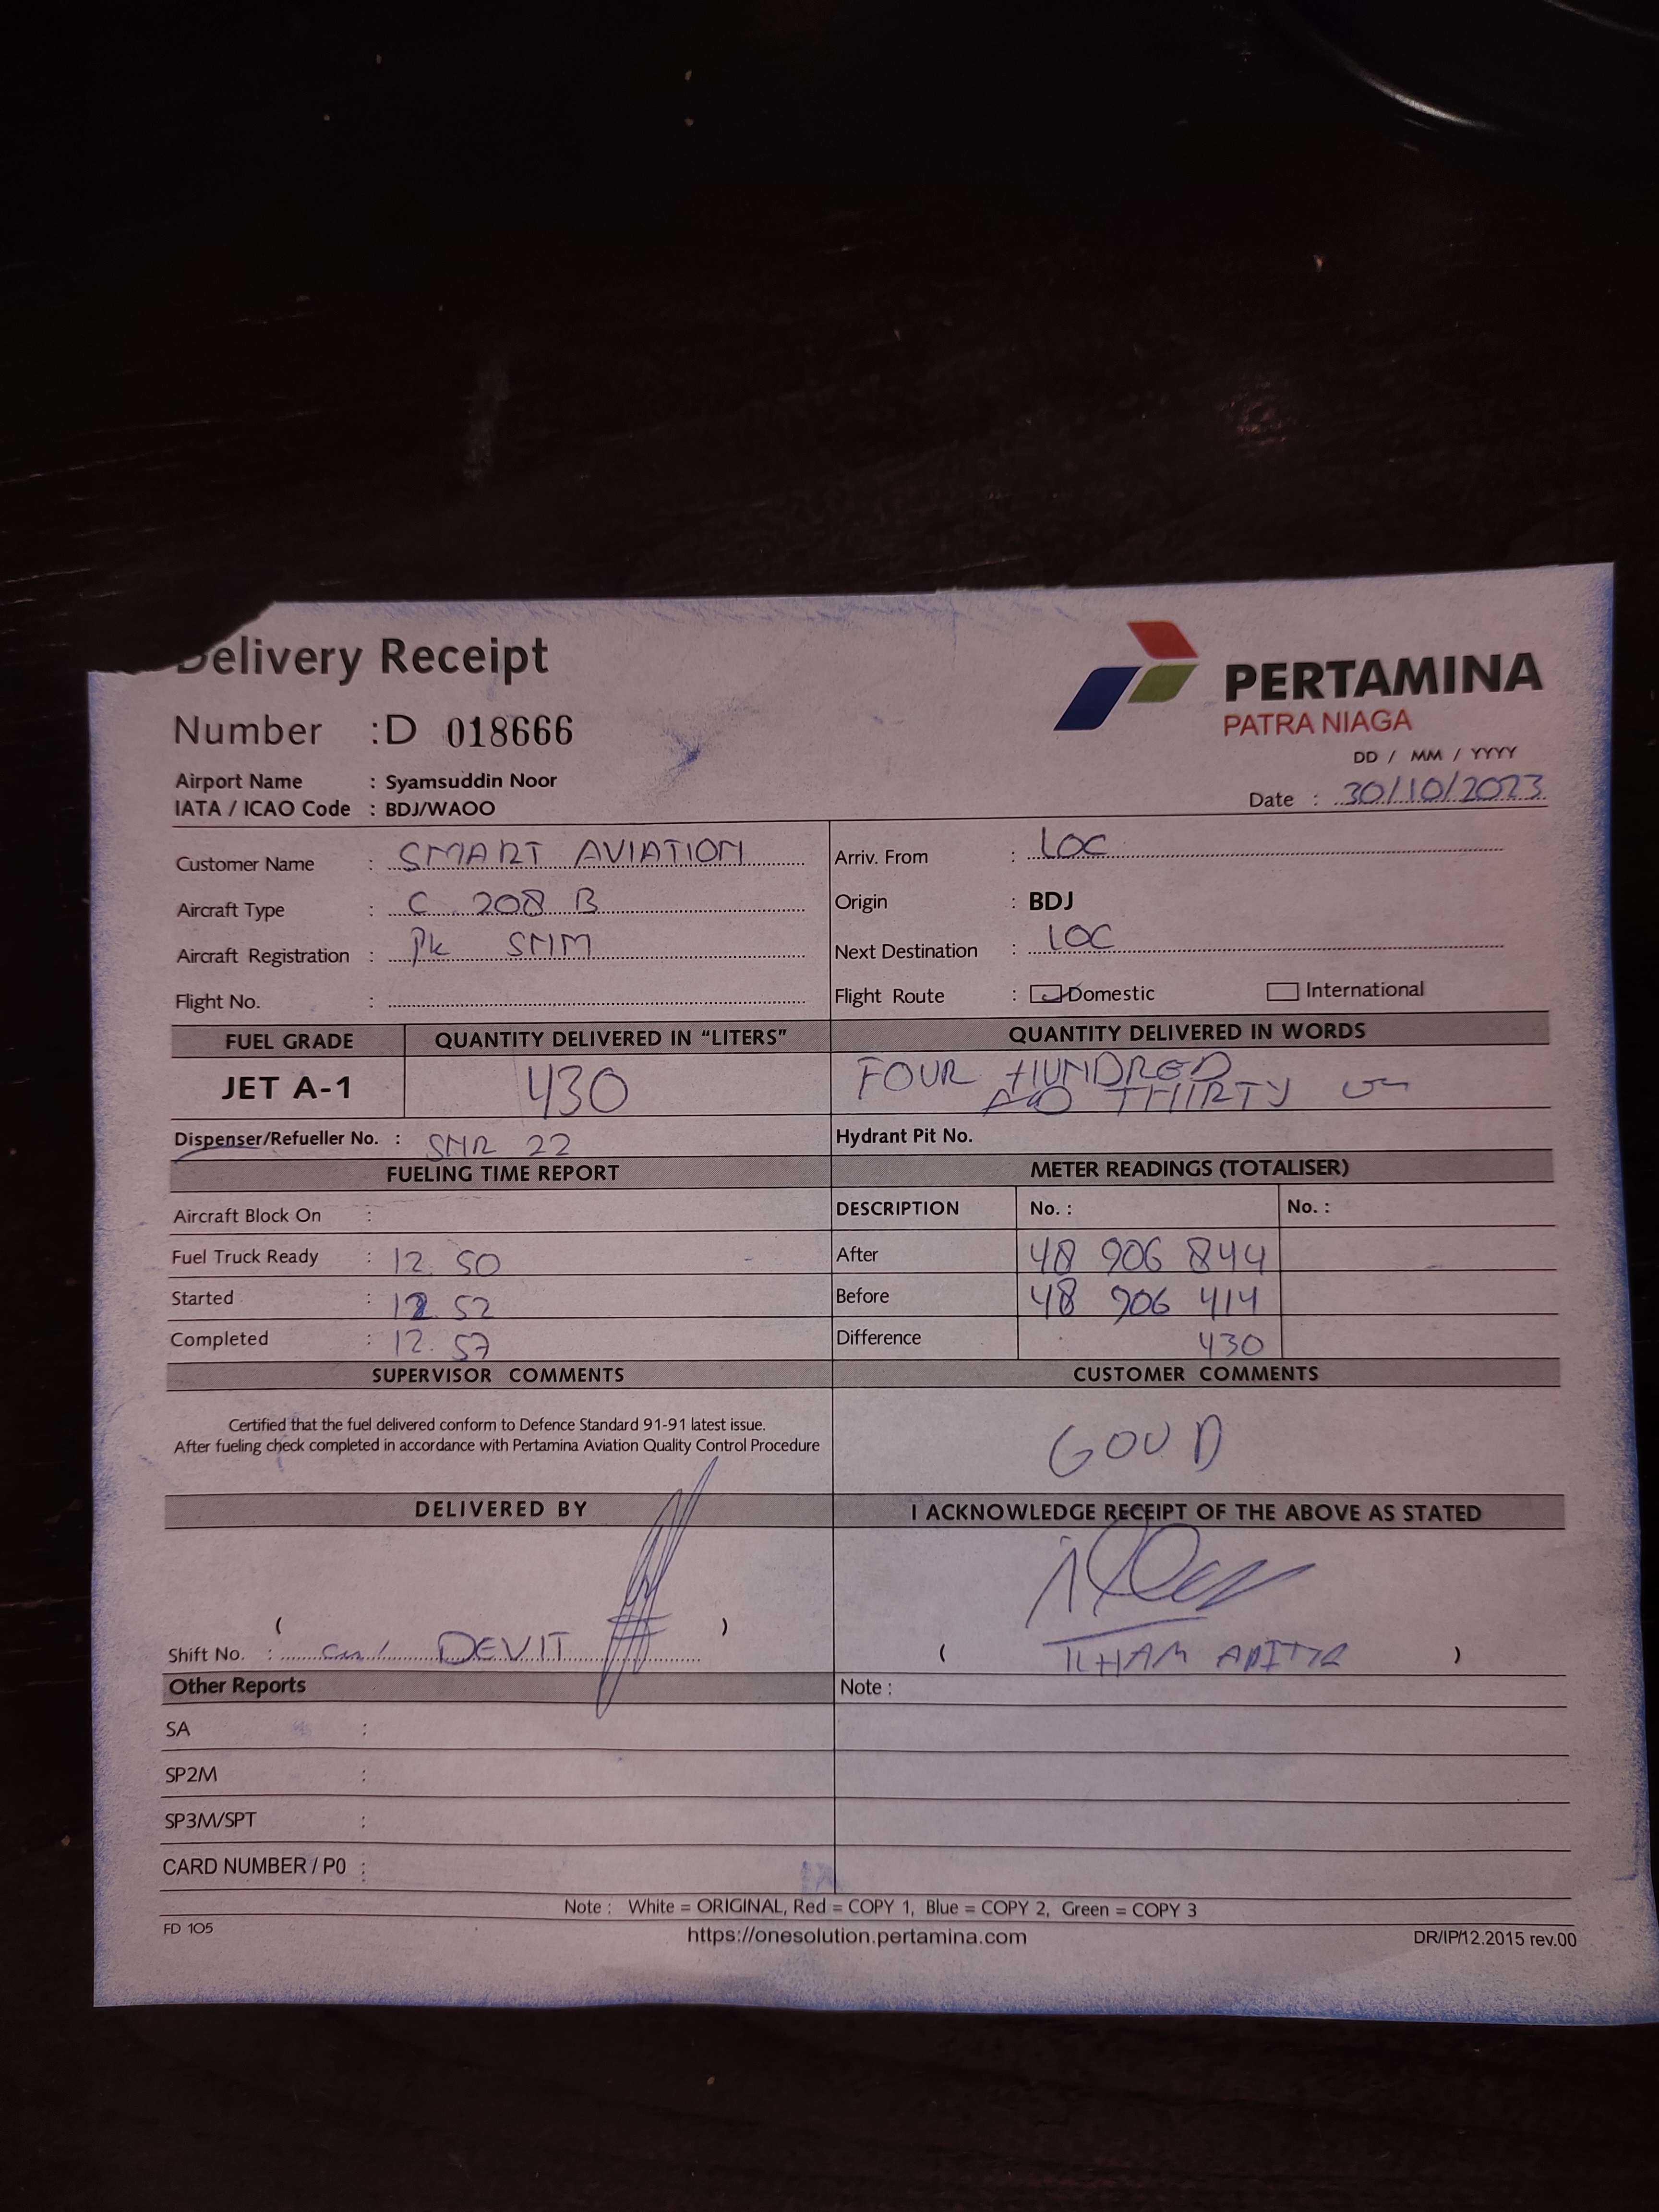 Delivery Receipt
PERTAMINA
PATRA NIAGA
Number : D 018666
DD / MM / YYYY
Airport Name : Syamsuddin Noor
IATA / ICAO Code : BDJ/WAOO
Date : 30/10/2023
Customer Name : SMART AVIATION
Arriv. From : LOC
Aircraft Type : C 208 B
Origin : BDJ
Aircraft Registration : PK SNM
Next Destination : LOC
Flight No. :
Flight Route : Domestic International
FUEL GRADE QUANTITY DELIVERED IN "LITERS" QUANTITY DELIVERED IN WORDS
JET A-1 430 FOUR HUNDRED
AND THIRTY
Dispenser/Refueller No. : SNR 22 Hydrant Pit No.
FUELING TIME REPORT METER READINGS (TOTALISER)
Aircraft Block On : DESCRIPTION No. : No. :
Fuel Truck Ready : 12. 50 After 48 906 844
Started : 12 52 Before 48 906 414
Completed : 12. 57 Difference 430
SUPERVISOR COMMENTS CUSTOMER COMMENTS
Certified that the fuel delivered conform to Defence Standard 91-91 latest issue.
After fueling check completed in accordance with Pertamina Aviation Quality Control Procedure
GOUD
DELIVERED BY I ACKNOWLEDGE RECEIPT OF THE ABOVE AS STATED
( )
Shift No. : DEVIT ( ILHAM ADITYA )
Other Reports Note :
SA :
SP2M :
SP3M/SPT :
CARD NUMBER / P0 :
Note : White = ORIGINAL, Red = COPY 1, Blue = COPY 2, Green = COPY 3
FD 105 https://onesolution.pertamina.com DR/IP/12.2015 rev.00